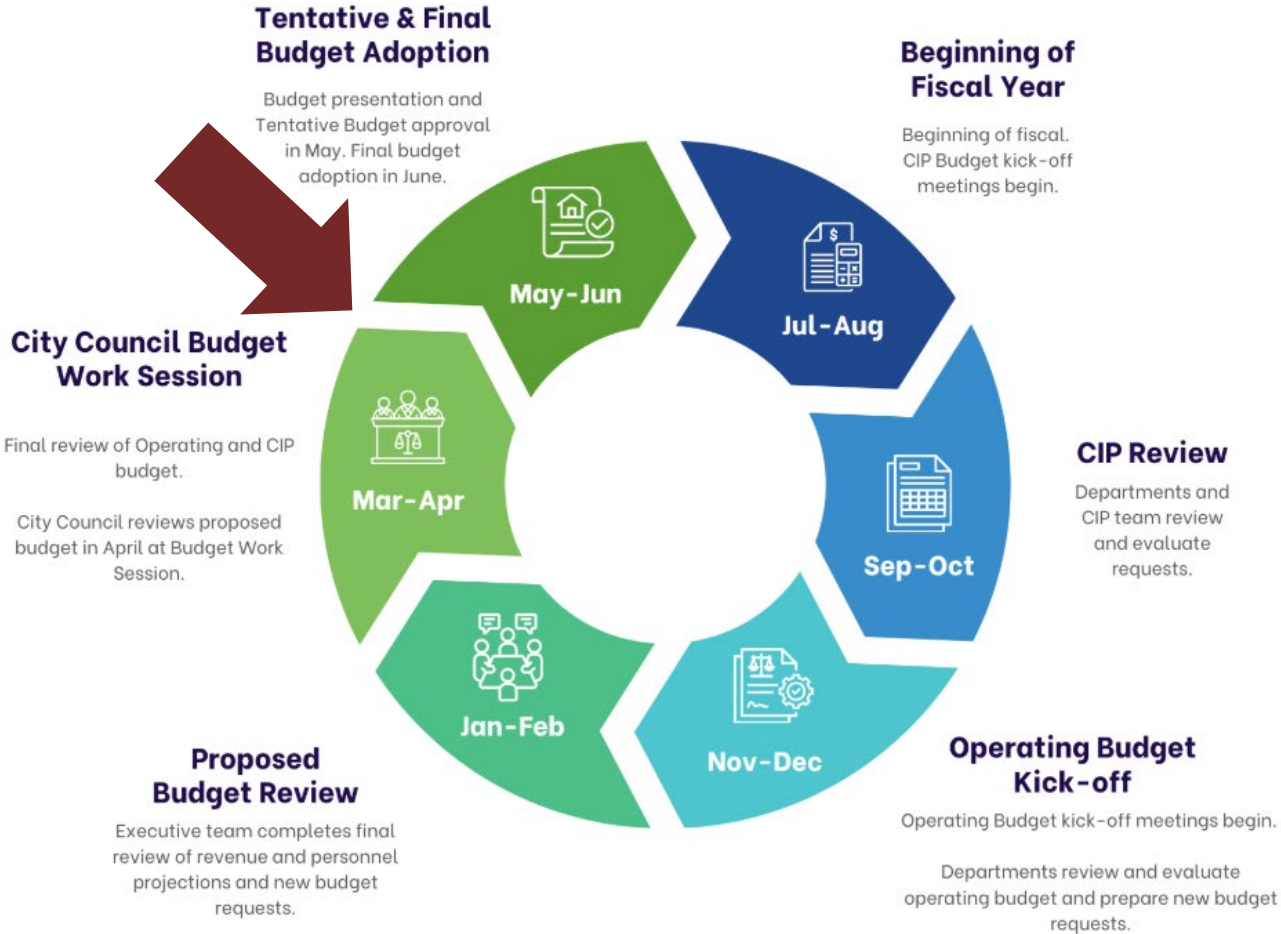 Tentative & Final
Budget Adoption
Budget presentation and
Tentative Budget approval
in May. Final budget
adoption in June.
May-Jun
Beginning of
Fiscal Year
Beginning of fiscal.
CIP Budget kick-off
meetings begin.
Jul-Aug
CIP Review
Departments and
CIP team review
and evaluate
requests.
Sep-Oct
Operating Budget
Kick-off
Operating Budget kick-off meetings begin.
Departments review and evaluate
operating budget and prepare new budget
requests.
Nov-Dec
Proposed
Budget Review
Executive team completes final
review of revenue and personnel
projections and new budget
requests.
Jan-Feb
City Council Budget
Work Session
Final review of Operating and CIP
budget.
City Council reviews proposed
budget in April at Budget Work
Session.
Mar-Apr
$